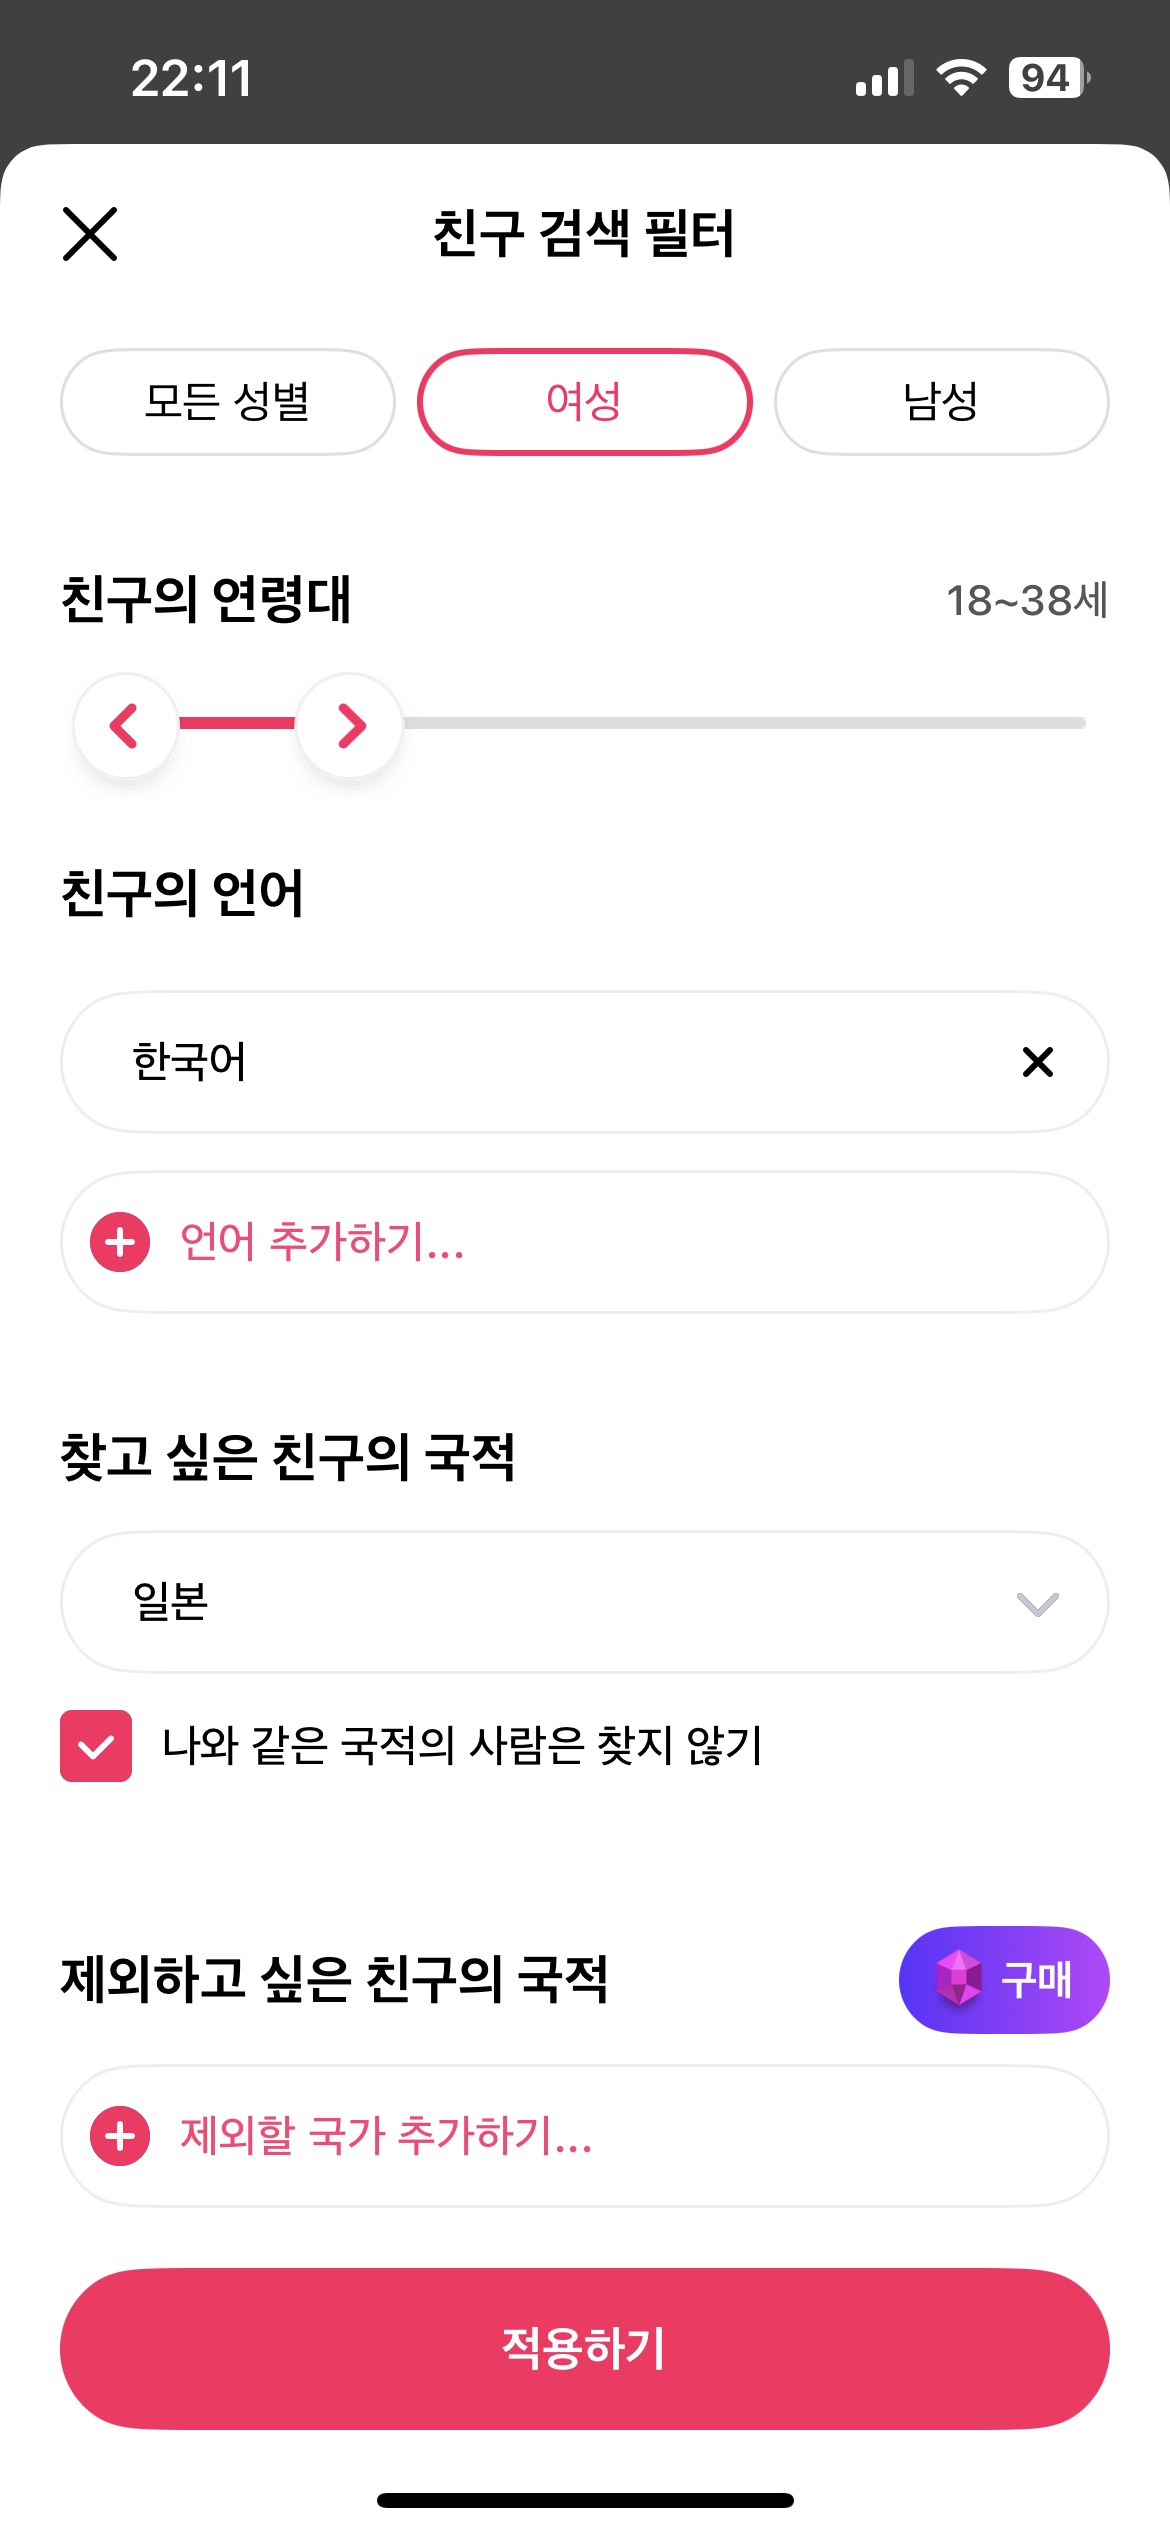 22:11
94
친구 검색 필터
모든 성별
여성
남성
친구의 연령대
18~38세
친구의 언어
한국어
언어 추가하기...
찾고 싶은 친구의 국적
일본
나와 같은 국적의 사람은 찾지 않기
제외하고 싶은 친구의 국적
구매
제외할 국가 추가하기...
적용하기